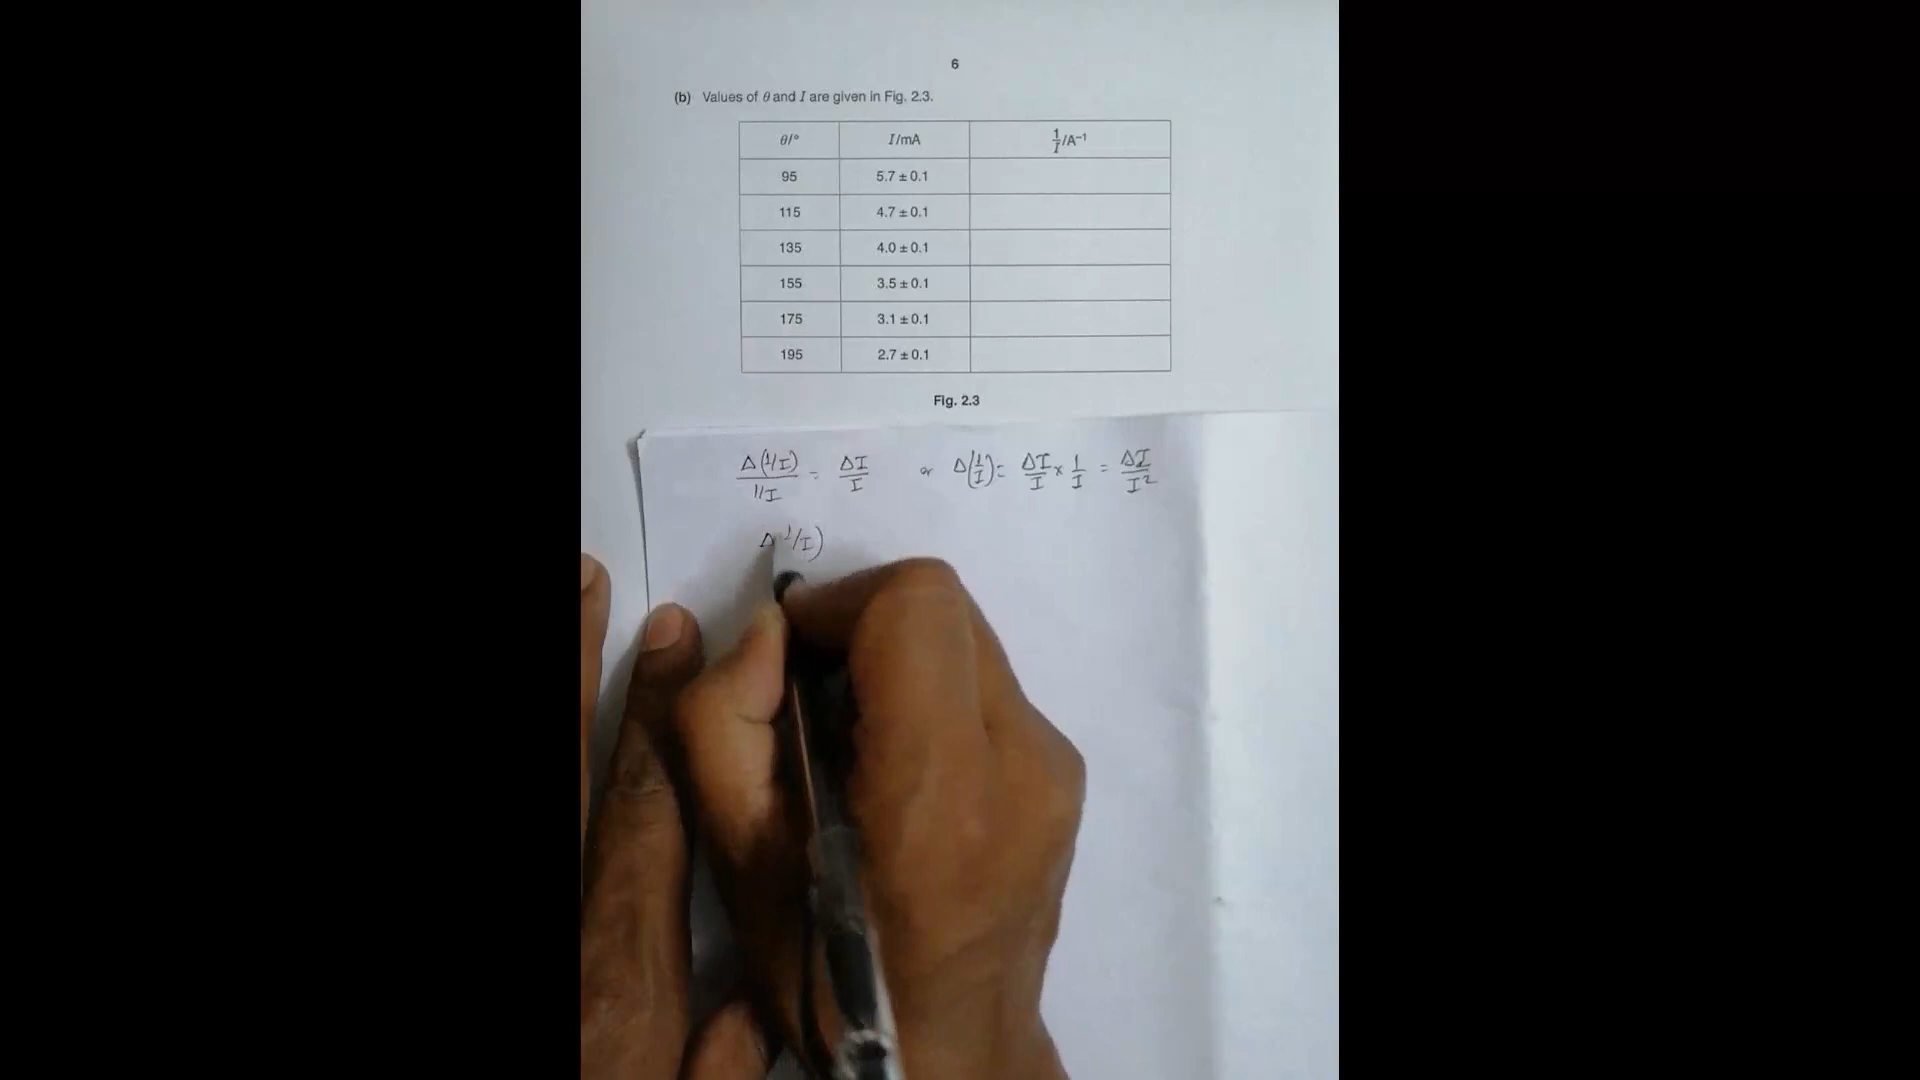 6
(b) Values of θ and I are given in Fig. 2.3.
θ/° I/mA 1/I /A⁻¹
95 5.7 ± 0.1
115 4.7 ± 0.1
135 4.0 ± 0.1
155 3.5 ± 0.1
175 3.1 ± 0.1
195 2.7 ± 0.1
Fig. 2.3
Δ(1/I)/1/I = ΔI/I or Δ(1/I) = ΔI/I × 1/I = ΔI/I²
Δ 1/I)